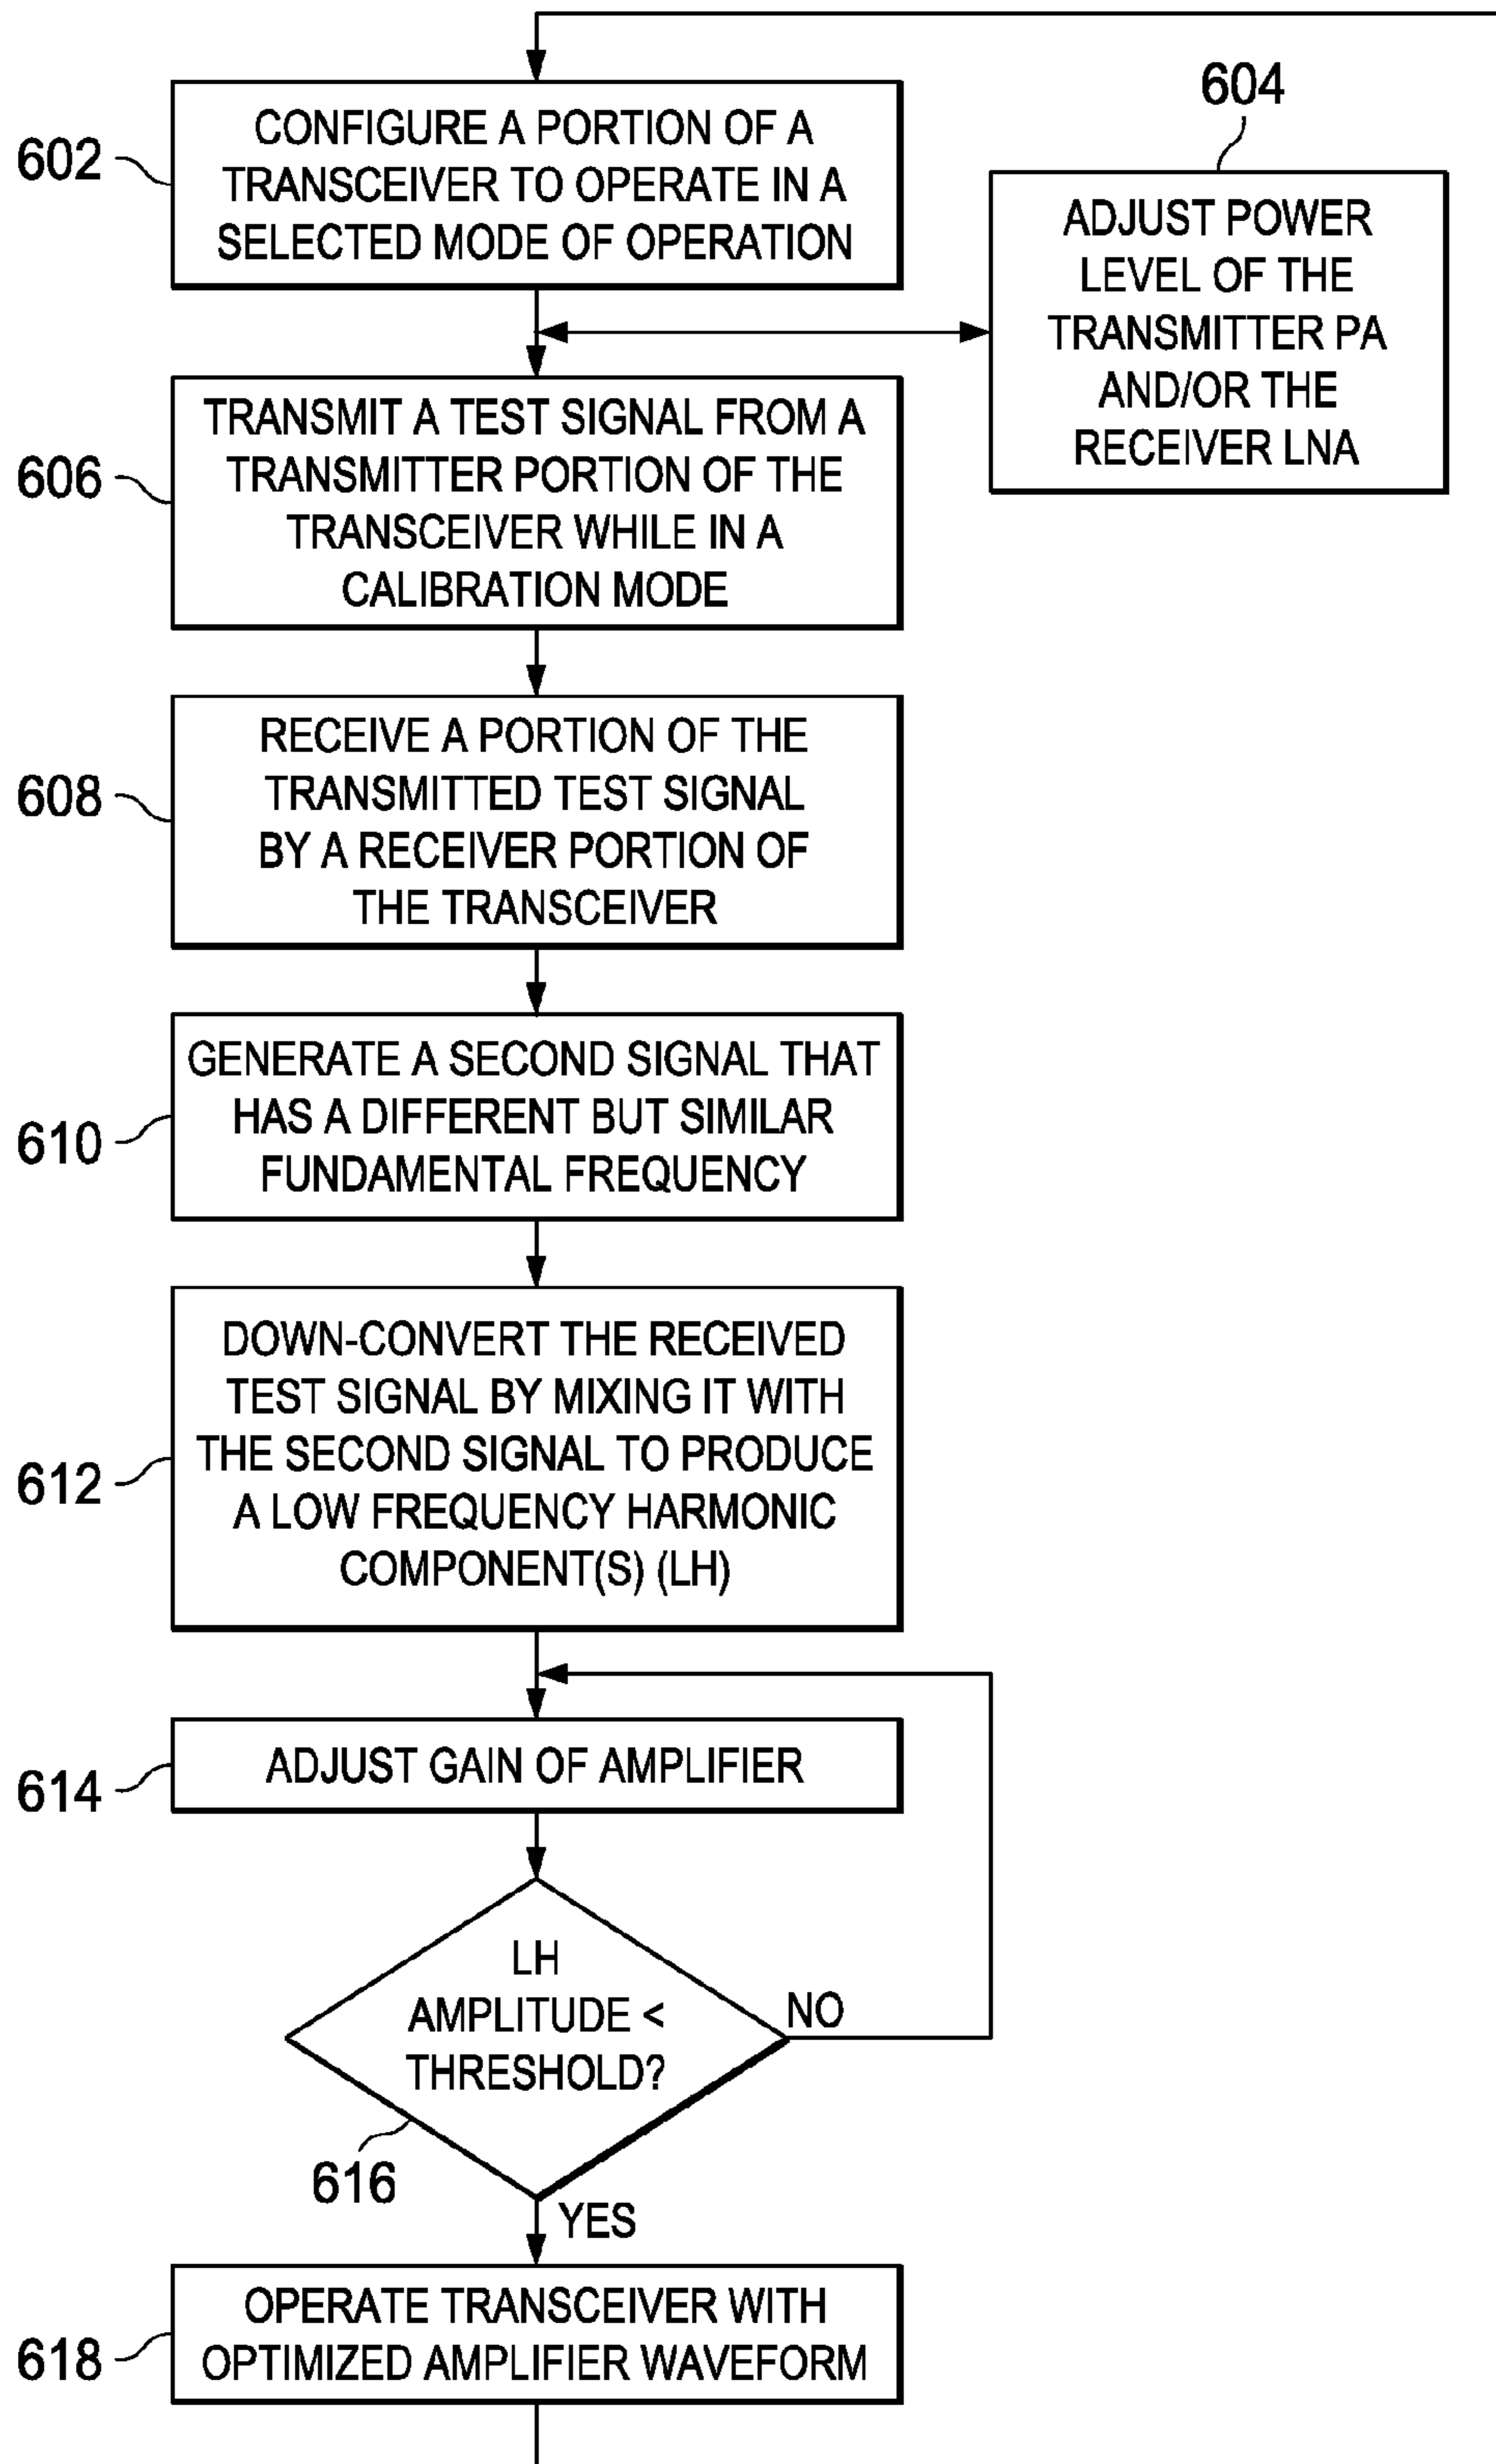 602
CONFIGURE A PORTION OF A
TRANSCEIVER TO OPERATE IN A
SELECTED MODE OF OPERATION
604
ADJUST POWER
LEVEL OF THE
TRANSMITTER PA
AND/OR THE
RECEIVER LNA
606
TRANSMIT A TEST SIGNAL FROM A
TRANSMITTER PORTION OF THE
TRANSCEIVER WHILE IN A
CALIBRATION MODE
608
RECEIVE A PORTION OF THE
TRANSMITTED TEST SIGNAL
BY A RECEIVER PORTION OF
THE TRANSCEIVER
610
GENERATE A SECOND SIGNAL THAT
HAS A DIFFERENT BUT SIMILAR
FUNDAMENTAL FREQUENCY
612
DOWN-CONVERT THE RECEIVED
TEST SIGNAL BY MIXING IT WITH
THE SECOND SIGNAL TO PRODUCE
A LOW FREQUENCY HARMONIC
COMPONENT(S) (LH)
614
ADJUST GAIN OF AMPLIFIER
LH
AMPLITUDE <
THRESHOLD?
NO
616
YES
618
OPERATE TRANSCEIVER WITH
OPTIMIZED AMPLIFIER WAVEFORM